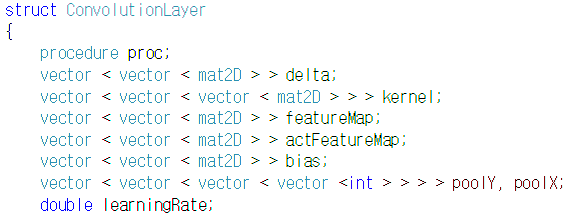 struct ConvolutionLayer
{
procedure proc;
vector < vector < mat2D > > delta;
vector < vector < vector < mat2D > > > kernel;
vector < vector < mat2D > > featureMap;
vector < vector < mat2D > > actFeatureMap;
vector < vector < mat2D > > bias;
vector < vector < vector < vector <int > > > > poolY, poolX;
double learningRate;